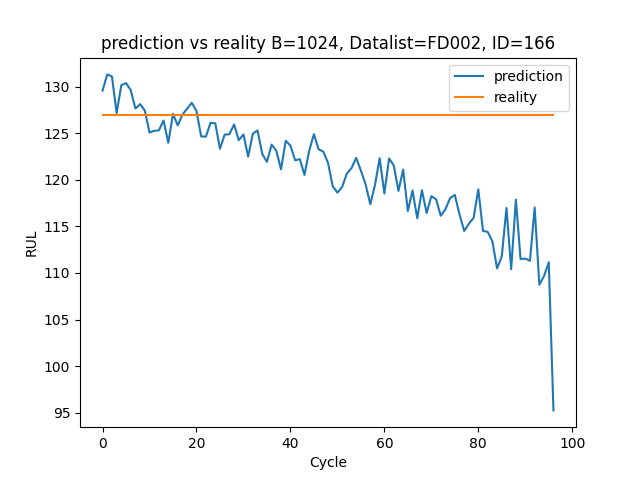 prediction vs reality B=1024, Datalist=FD002, ID=166
prediction
reality
RUL
130
125
120
115
110
105
100
95
0 20 40 60 80 100
Cycle